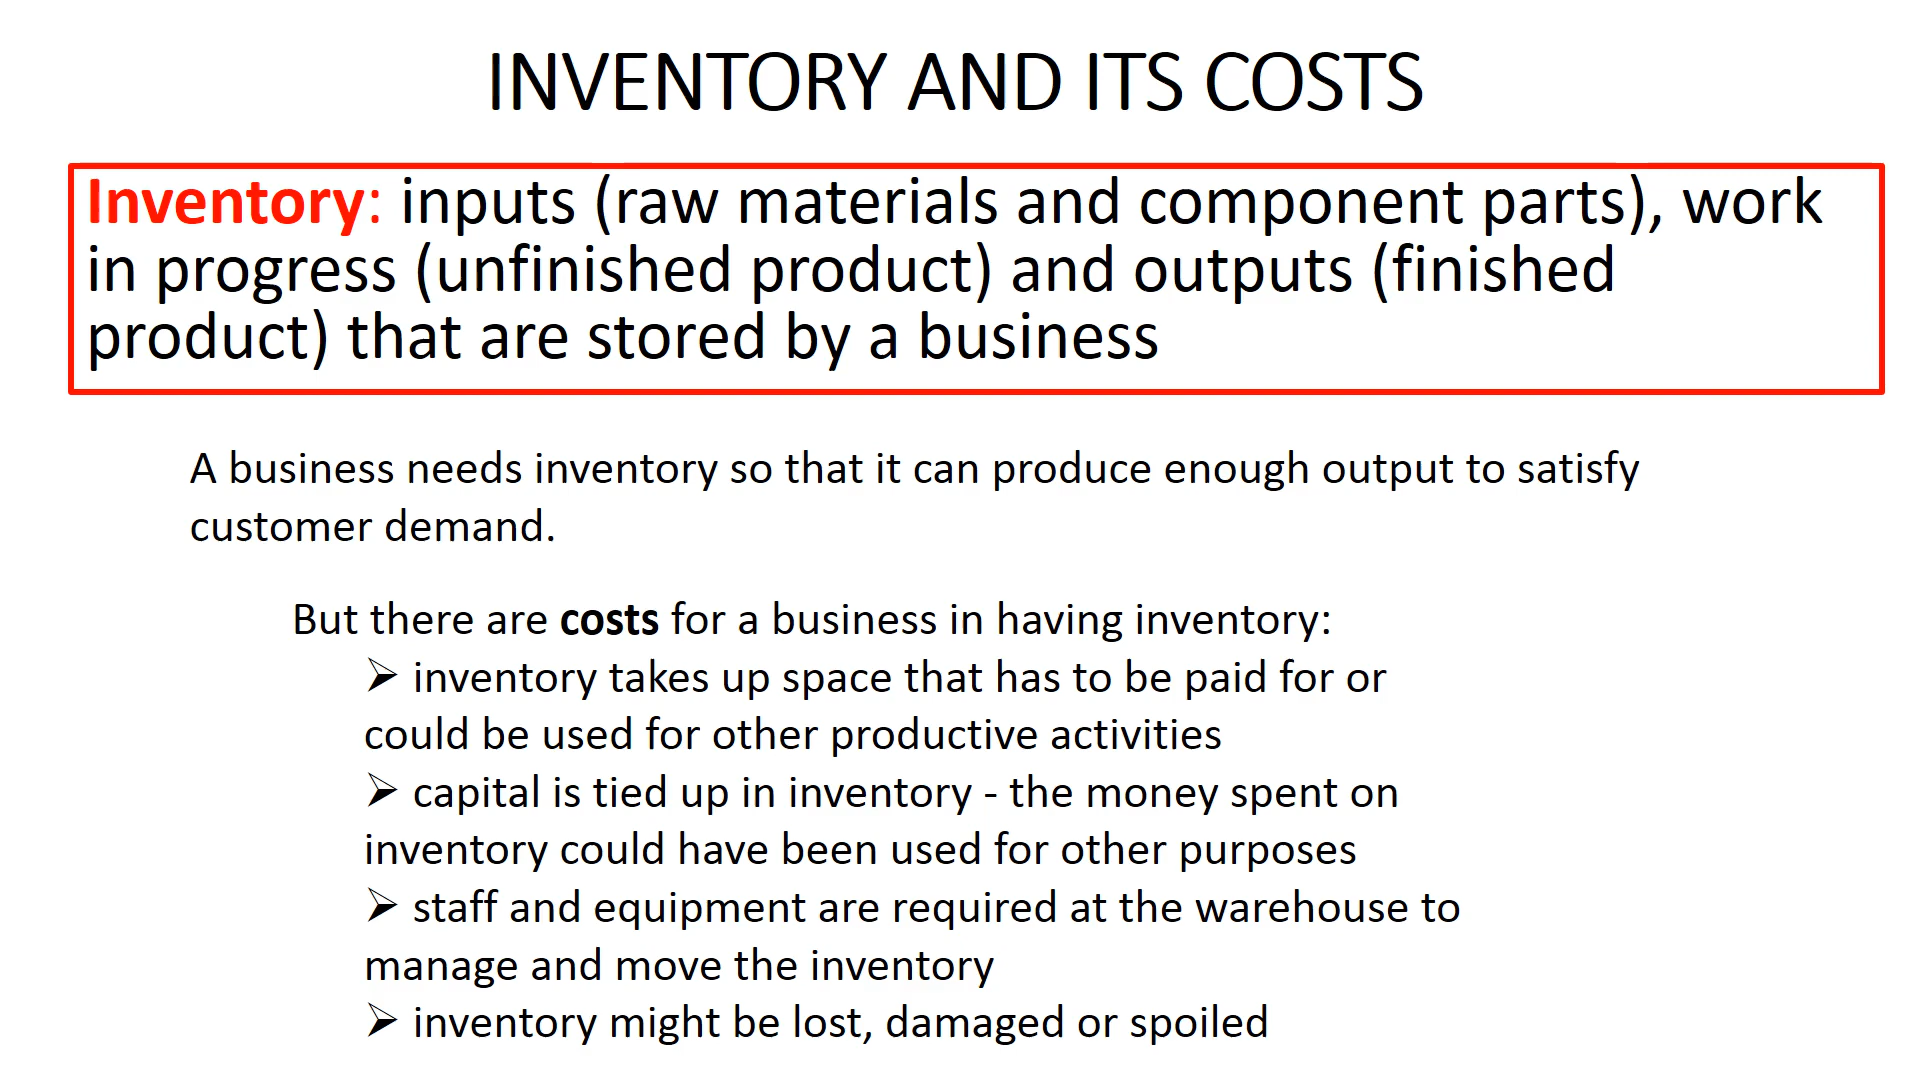 INVENTORY AND ITS COSTS
Inventory: inputs (raw materials and component parts), work
in progress (unfinished product) and outputs (finished
product) that are stored by a business
A business needs inventory so that it can produce enough output to satisfy
customer demand.
But there are costs for a business in having inventory:
➢ inventory takes up space that has to be paid for or
could be used for other productive activities
➢ capital is tied up in inventory - the money spent on
inventory could have been used for other purposes
➢ staff and equipment are required at the warehouse to
manage and move the inventory
➢ inventory might be lost, damaged or spoiled